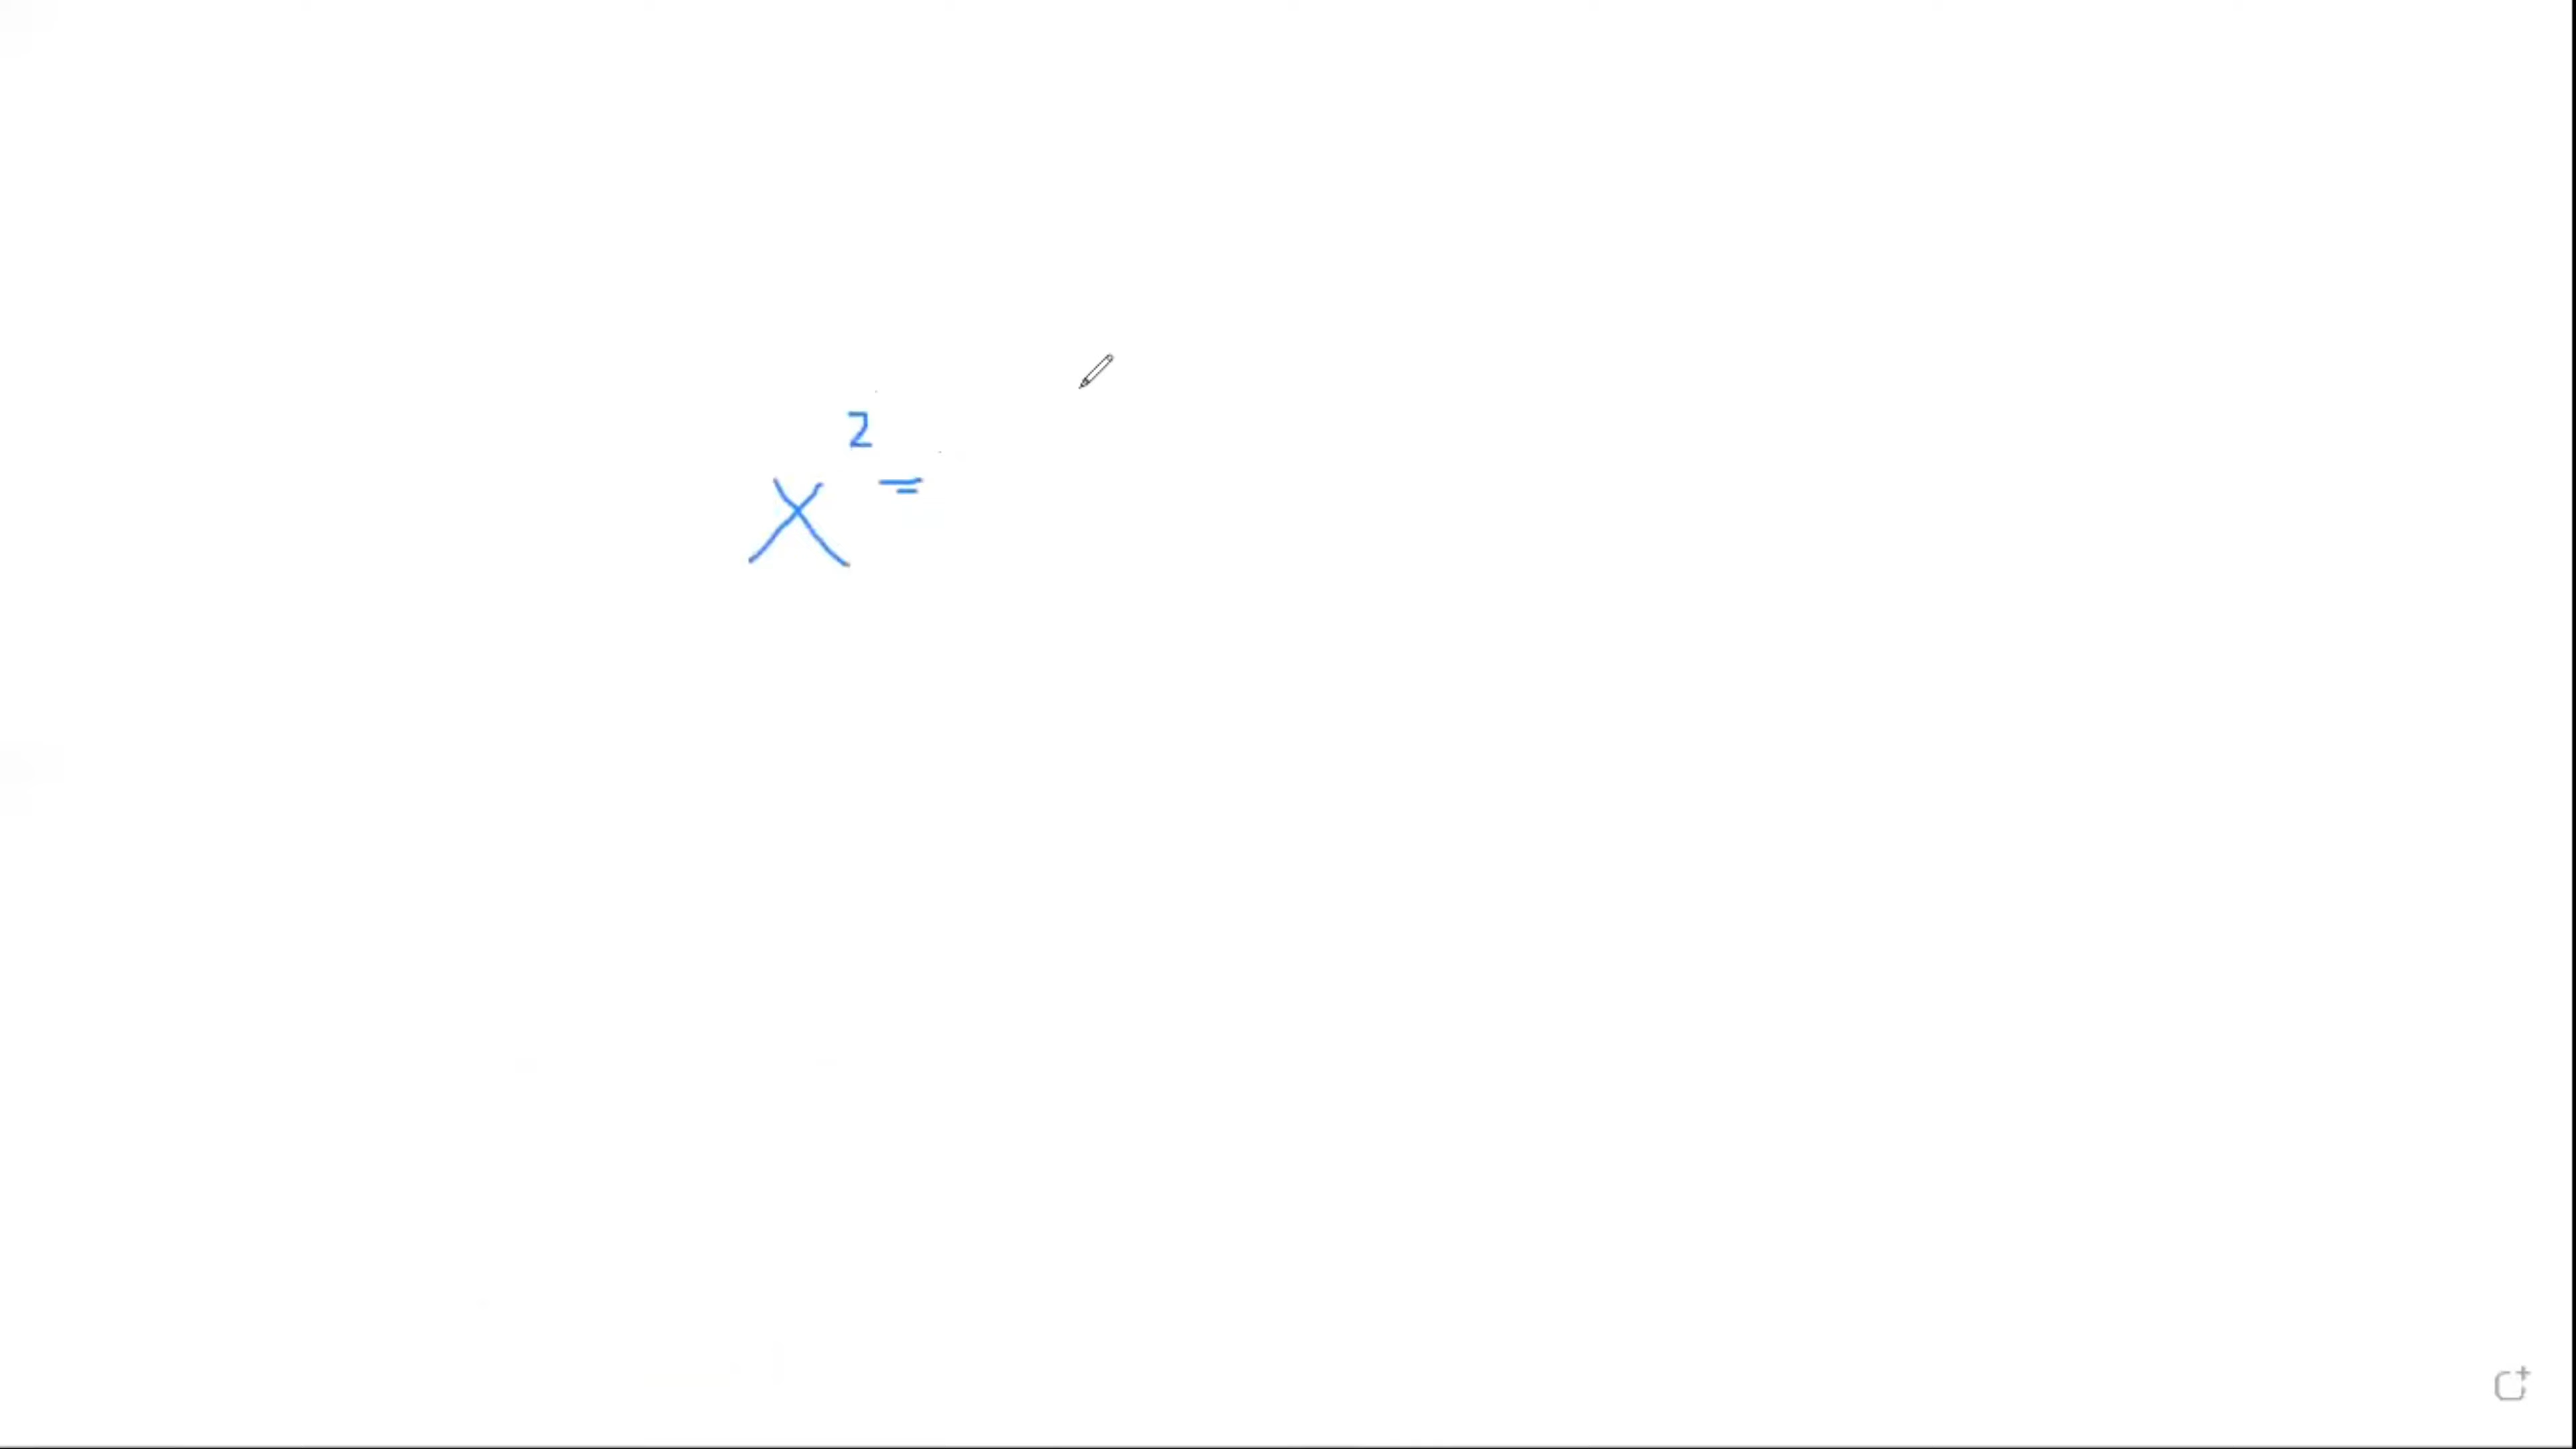 x² =